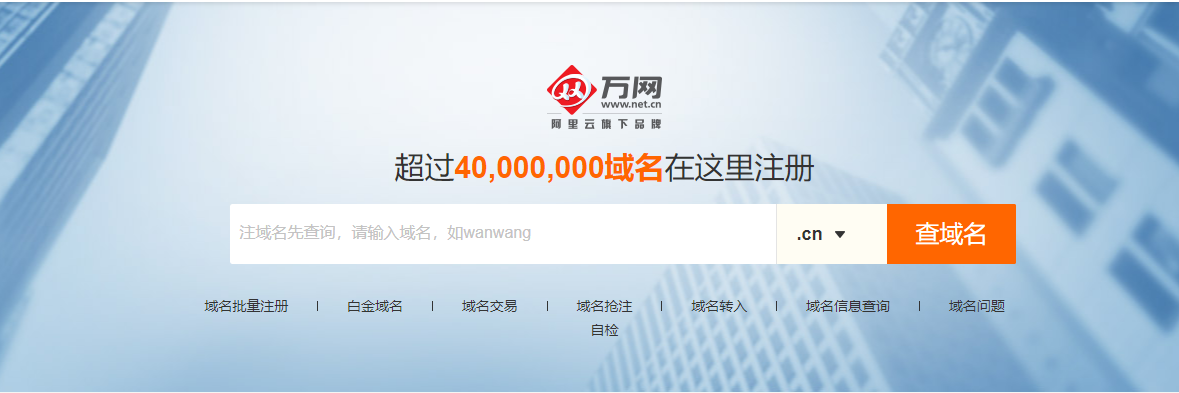 万网
www.net.cn
阿里云旗下品牌
超过40,000,000域名在这里注册
注域名先查询，请输入域名，如wanwang
.cn
查域名
域名批量注册 | 白金域名 | 域名交易 | 域名抢注 | 域名转入 | 域名信息查询 | 域名问题
自检